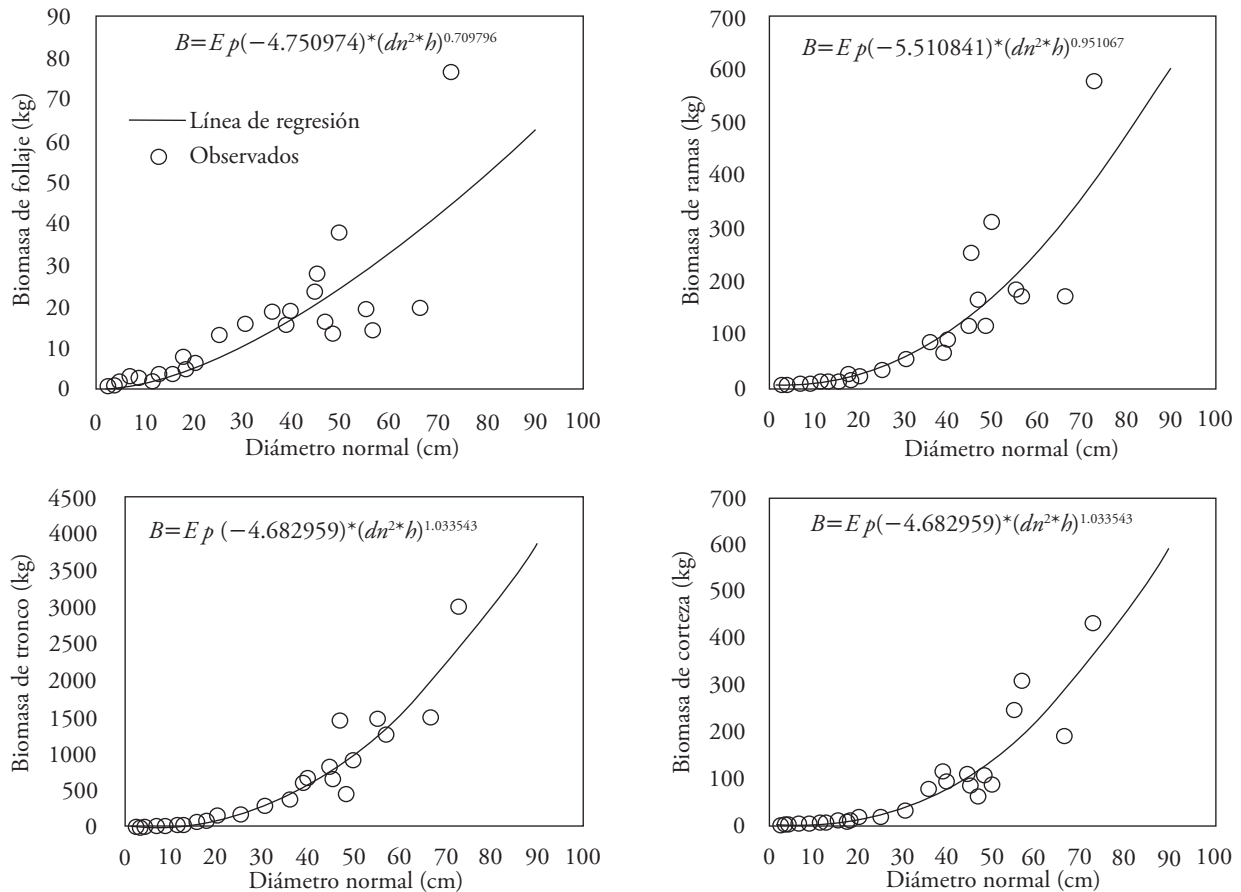 B=E p(−4.750974)*(dn²*h)^0.709796
90
80
70
60
50
40
30
20
10
0
Biomasa de follaje (kg)
Línea de regresión
Observados
0 10 20 30 40 50 60 70 80 90 100
Diámetro normal (cm)
B=E p(−5.510841)*(dn²*h)^0.951067
700
600
500
400
300
200
100
0
Biomasa de ramas (kg)
0 10 20 30 40 50 60 70 80 90 100
Diámetro normal (cm)
B=E p (−4.682959)*(dn²*h)^1.033543
4500
4000
3500
3000
2500
2000
1500
1000
500
0
Biomasa de tronco (kg)
0 10 20 30 40 50 60 70 80 90 100
Diámetro normal (cm)
B=E p(−4.682959)*(dn²*h)^1.033543
700
600
500
400
300
200
100
0
Biomasa de corteza (kg)
0 10 20 30 40 50 60 70 80 90 100
Diámetro normal (cm)